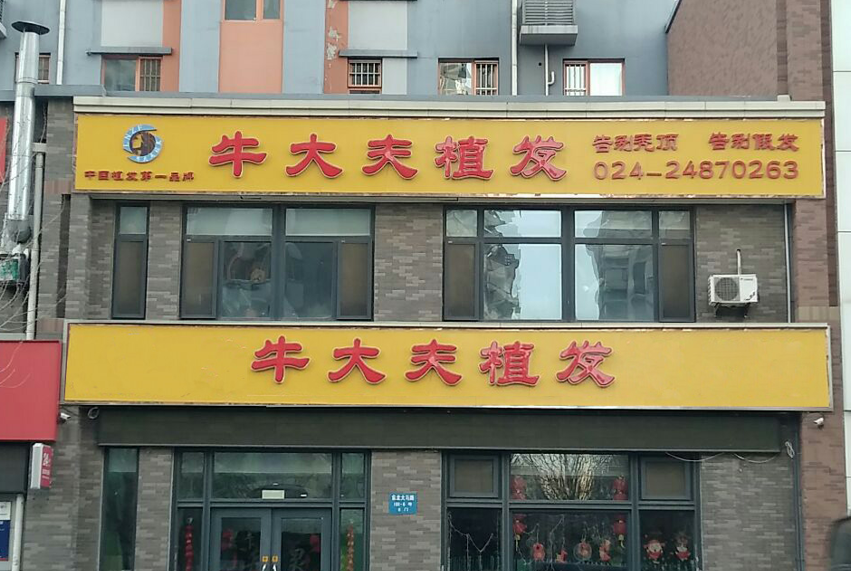 牛大夫植发
告别秃顶 告别假发
024-24870263
中国植发第一品牌
牛大夫植发